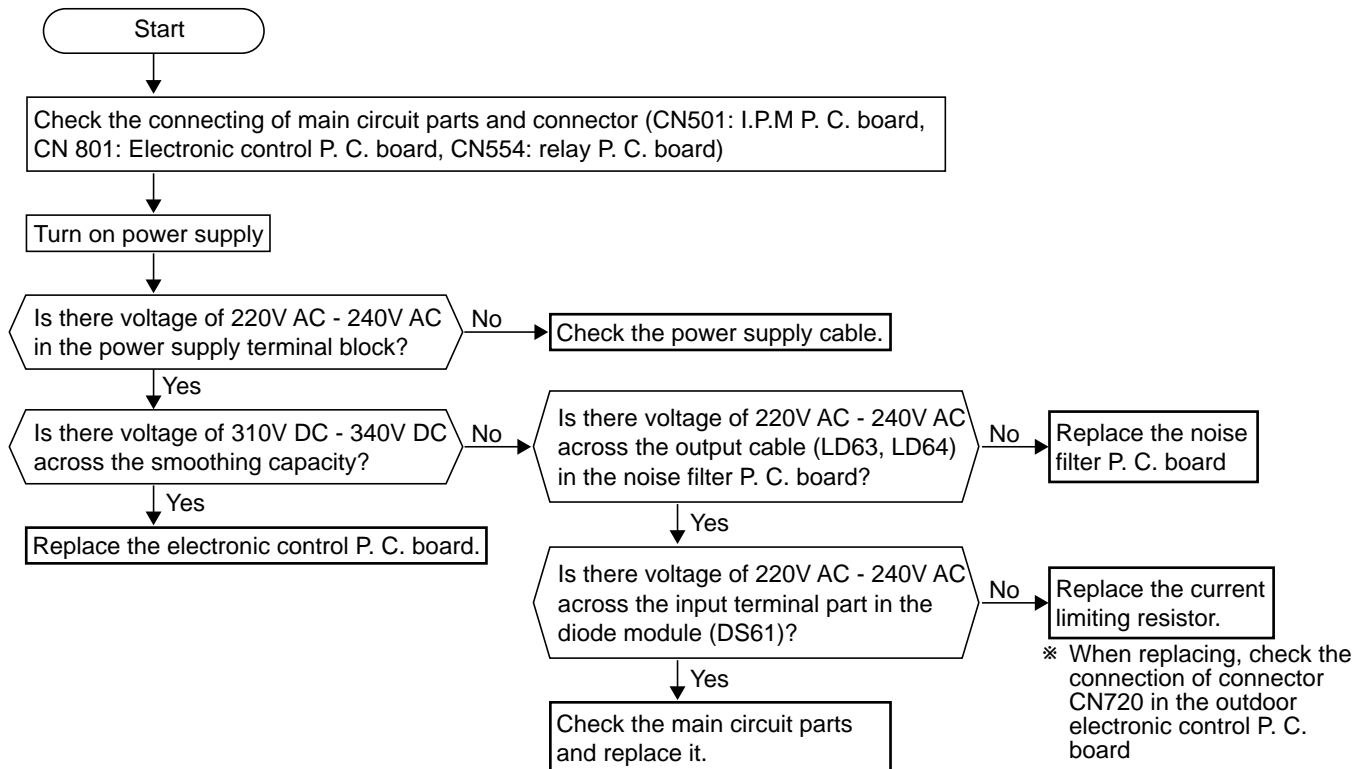 Start
Check the connecting of main circuit parts and connector (CN501: I.P.M P. C. board,
CN 801: Electronic control P. C. board, CN554: relay P. C. board)
Turn on power supply
Is there voltage of 220V AC - 240V AC
in the power supply terminal block?
No
Check the power supply cable.
Yes
Is there voltage of 310V DC - 340V DC
across the smoothing capacity?
No
Is there voltage of 220V AC - 240V AC
across the output cable (LD63, LD64)
in the noise filter P. C. board?
No
Replace the noise
filter P. C. board
Yes
Replace the electronic control P. C. board.
Yes
Is there voltage of 220V AC - 240V AC
across the input terminal part in the
diode module (DS61)?
No
Replace the current
limiting resistor.
※ When replacing, check the
connection of connector
CN720 in the outdoor
electronic control P. C.
board
Yes
Check the main circuit parts
and replace it.